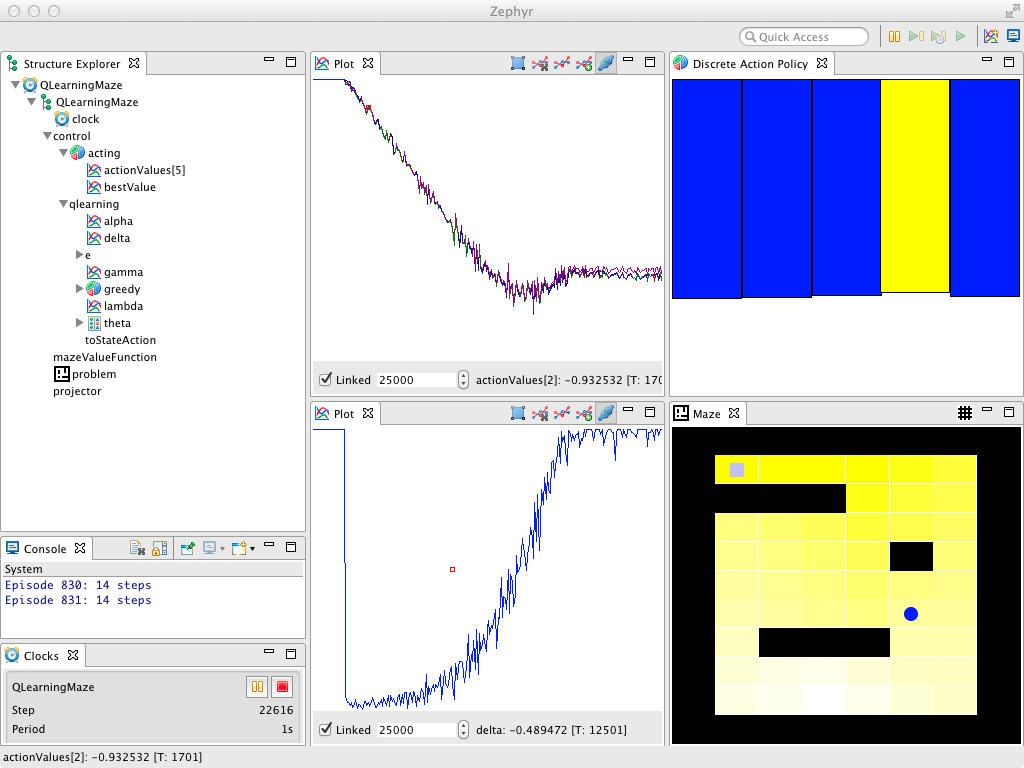 Zephyr
Quick Access
Structure Explorer
QLearningMaze
QLearningMaze
clock
control
acting
actionValues[5]
bestValue
qlearning
alpha
delta
e
gamma
greedy
lambda
theta
toStateAction
mazeValueFunction
problem
projector
Plot
Linked 25000 actionValues[2]: -0.932532 [T: 170
Discrete Action Policy
Plot
Linked 25000 delta: -0.489472 [T: 12501]
Maze
Console
System
Episode 830: 14 steps
Episode 831: 14 steps
Clocks
QLearningMaze
Step 22616
Period 1s
actionValues[2]: -0.932532 [T: 1701]